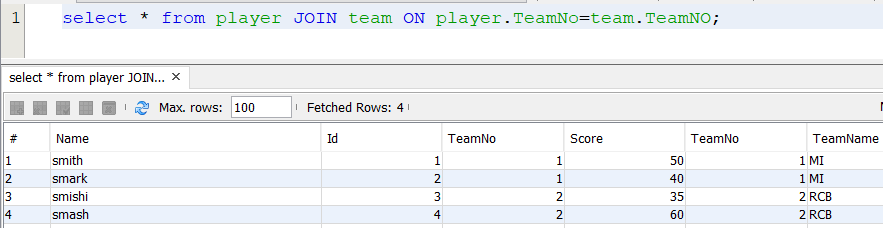 1 select * from player JOIN team ON player.TeamNo=team.TeamNO;
select * from player JOIN... ×
Max. rows: 100 Fetched Rows: 4
# Name Id TeamNo Score TeamNo TeamName
1 smith 1 1 50 1 MI
2 smark 2 1 40 1 MI
3 smishi 3 2 35 2 RCB
4 smash 4 2 60 2 RCB